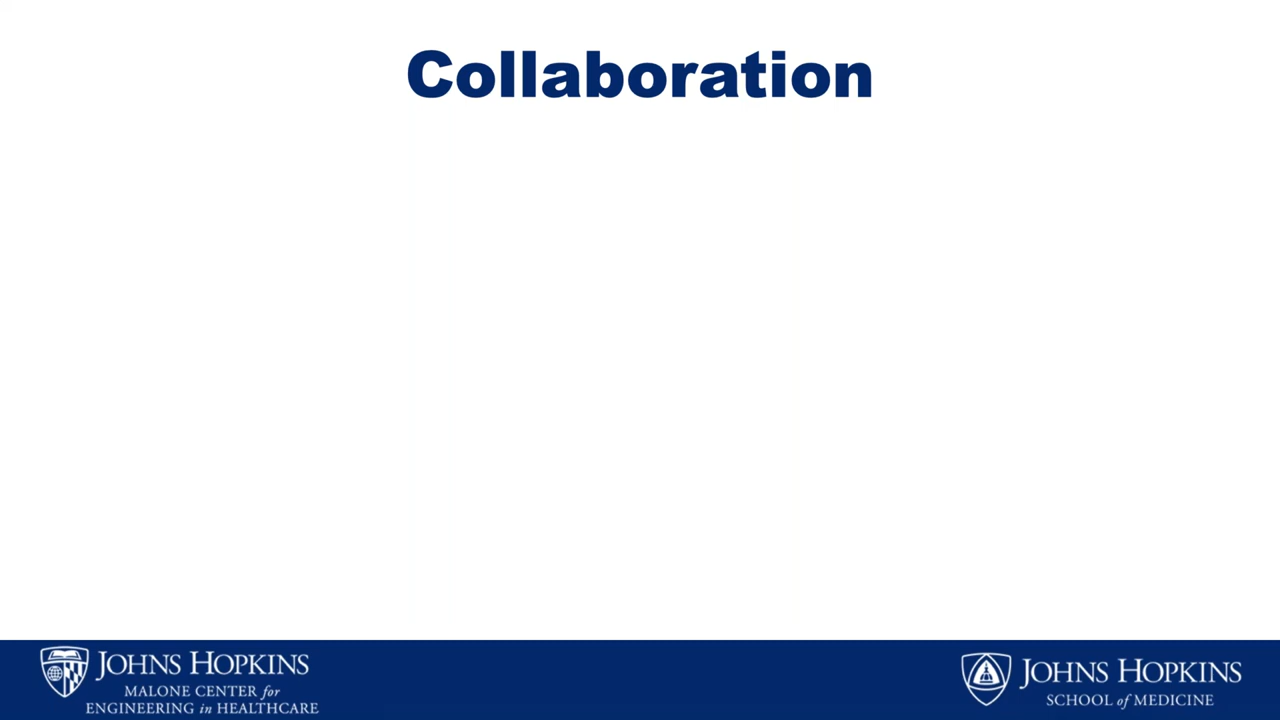 Collaboration
JOHNS HOPKINS
MALONE CENTER for
ENGINEERING in HEALTHCARE
JOHNS HOPKINS
SCHOOL of MEDICINE